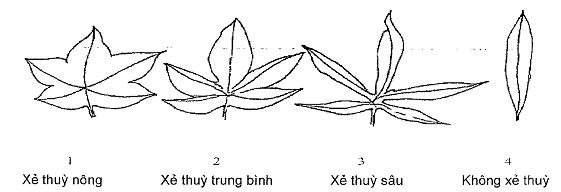 1 2 3 4
Xẻ thuỳ nông Xẻ thuỳ trung bình Xẻ thuỳ sâu Không xẻ thuỳ